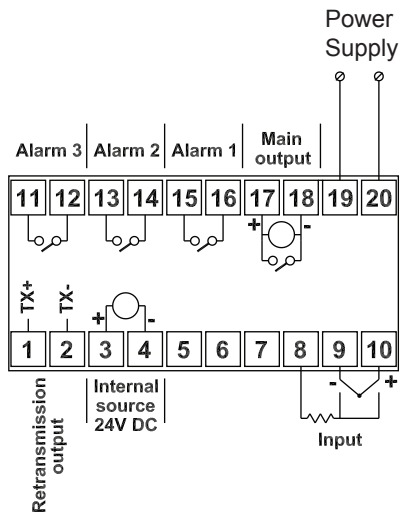 Power
Supply
Alarm 3 Alarm 2 Alarm 1 Main
output
11 12 13 14 15 16 17 18 19 20
+ -
TX+ TX- + -
1 2 3 4 5 6 7 8 9 10
- +
Retransmission
output
Internal
source
24V DC
Input